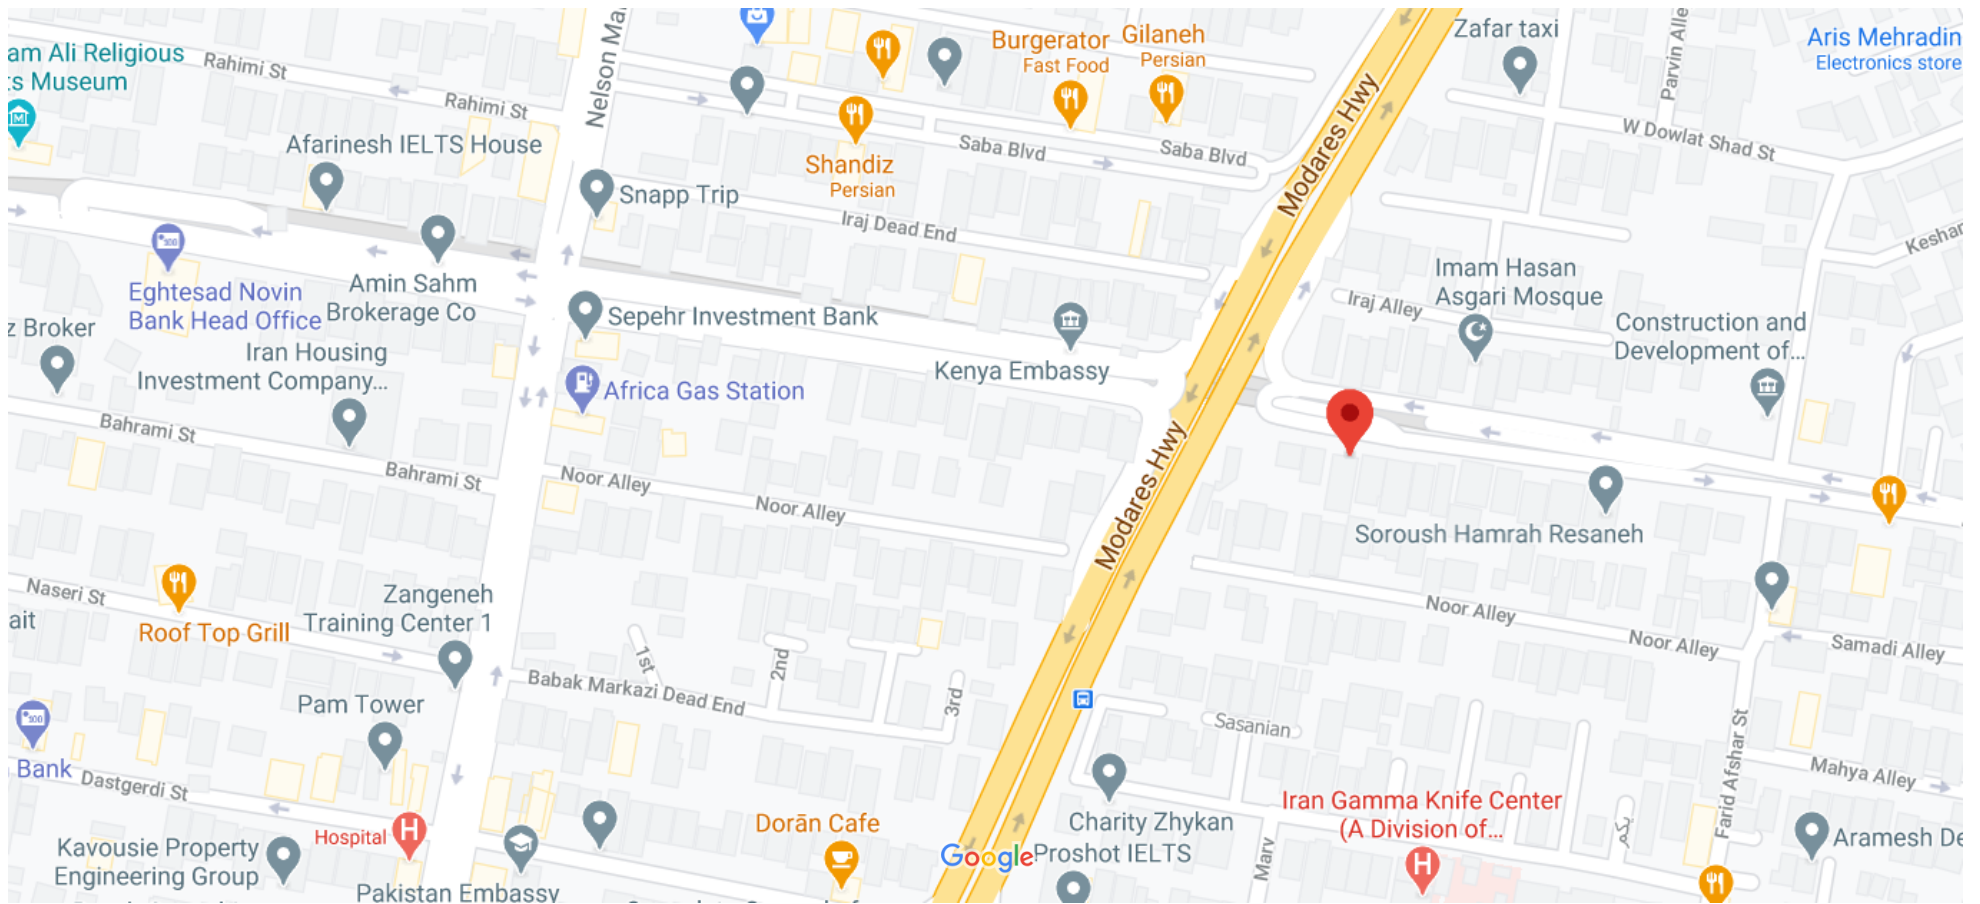 Nelson Ma
Burgerator
Fast Food
Gilaneh
Persian
Zafar taxi
Parvin Alle
Aris Mehradin
Electronics store
am Ali Religious
ts Museum
Rahimi St
Rahimi St
Afarinesh IELTS House
Shandiz
Persian
Saba Blvd
Saba Blvd
Modares Hwy
W Dowlat Shad St
Snapp Trip
Iraj Dead End
Keshar
Eghtesad Novin
Bank Head Office
Amin Sahm
Brokerage Co
Sepehr Investment Bank
Imam Hasan
Asgari Mosque
Iraj Alley
Construction and
Development of...
z Broker
Iran Housing
Investment Company...
Kenya Embassy
Africa Gas Station
Bahrami St
Bahrami St
Noor Alley
Noor Alley
Modares Hwy
Soroush Hamrah Resaneh
Naseri St
ait
Roof Top Grill
Zangeneh
Training Center 1
Noor Alley
Noor Alley
Samadi Alley
1st
2nd
3rd
Babak Markazi Dead End
Pam Tower
Sasanian
Bank
Dastgerdi St
Farid Afshar St
Mahya Alley
Hospital
Dorān Cafe
Charity Zhykan
Iran Gamma Knife Center
(A Division of...
یکم
Aramesh De
Kavousie Property
Engineering Group
Google
Proshot IELTS
Marv
Pakistan Embassy